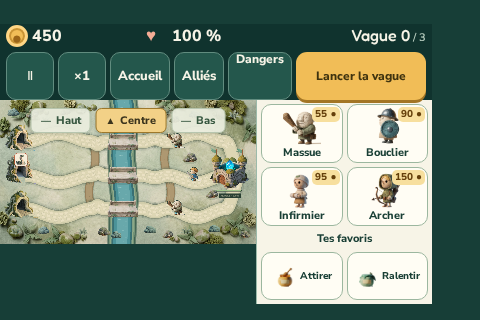 450 ♥ 100 % Vague 0 / 3
II ×1 Accueil Alliés Dangers Lancer la vague
— Haut ▲ Centre — Bas
55 90
Massue Bouclier
95 150
Infirmier Archer
Tes favoris
Attirer Ralentir